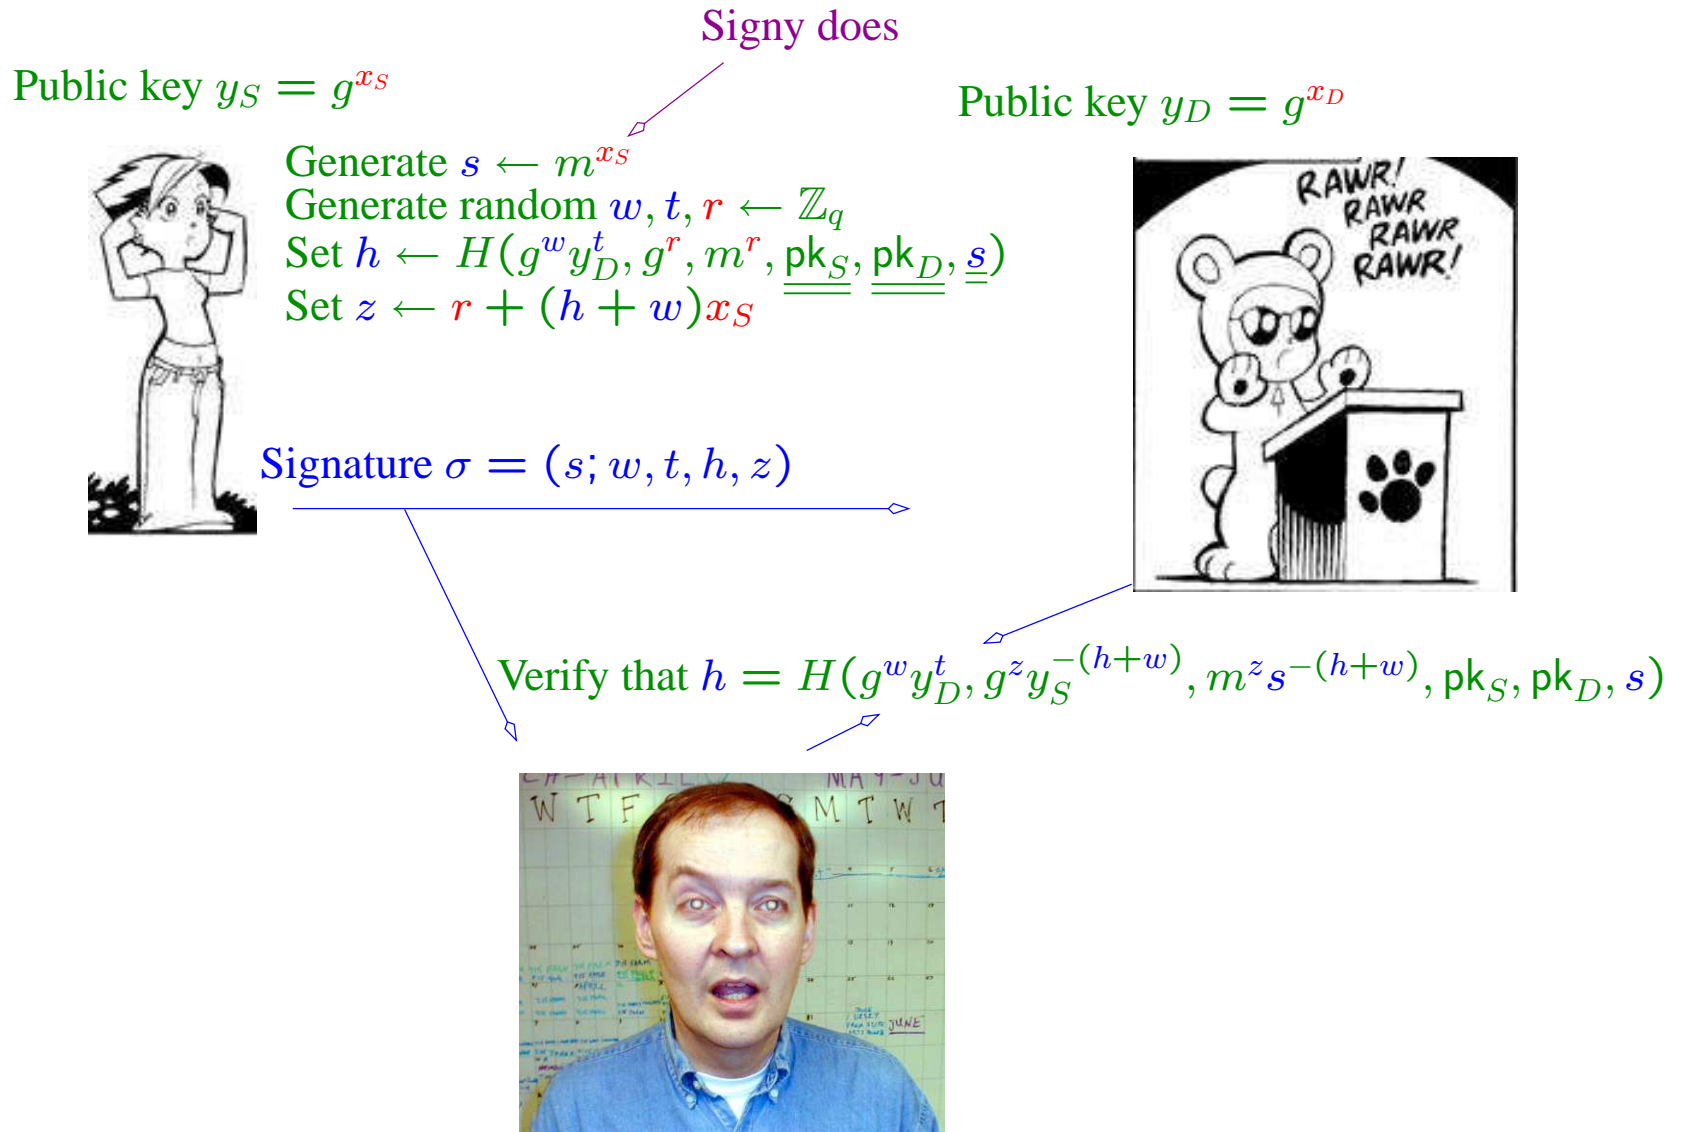 Signy does
Public key y_S = g^{x_S}
Public key y_D = g^{x_D}
Generate s ← m^{x_S}
Generate random w, t, r ← ℤ_q
Set h ← H(g^w y_D^t, g^r, m^r, pk_S, pk_D, s)
Set z ← r + (h + w)x_S
RAWR!
RAWR
RAWR
RAWR!
Signature σ = (s; w, t, h, z)
Verify that h = H(g^w y_D^t, g^z y_S^{-(h+w)}, m^z s^{-(h+w)}, pk_S, pk_D, s)
W T F S M T W T
JUNE